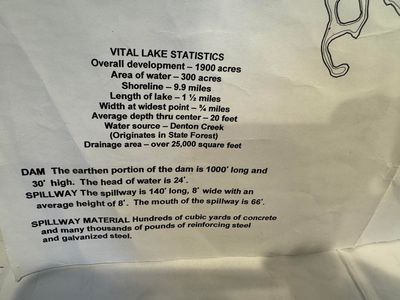 VITAL LAKE STATISTICS
Overall development – 1900 acres
Area of water – 300 acres
Shoreline – 9.9 miles
Length of lake – 1 ½ miles
Width at widest point – ¾ miles
Average depth thru center – 20 feet
Water source – Denton Creek
(Originates in State Forest)
Drainage area – over 25,000 square feet
DAM The earthen portion of the dam is 1000' long and
30' high. The head of water is 24'.
SPILLWAY The spillway is 140' long, 8' wide with an
average height of 8'. The mouth of the spillway is 66'.
SPILLWAY MATERIAL Hundreds of cubic yards of concrete
and many thousands of pounds of reinforcing steel
and galvanized steel.